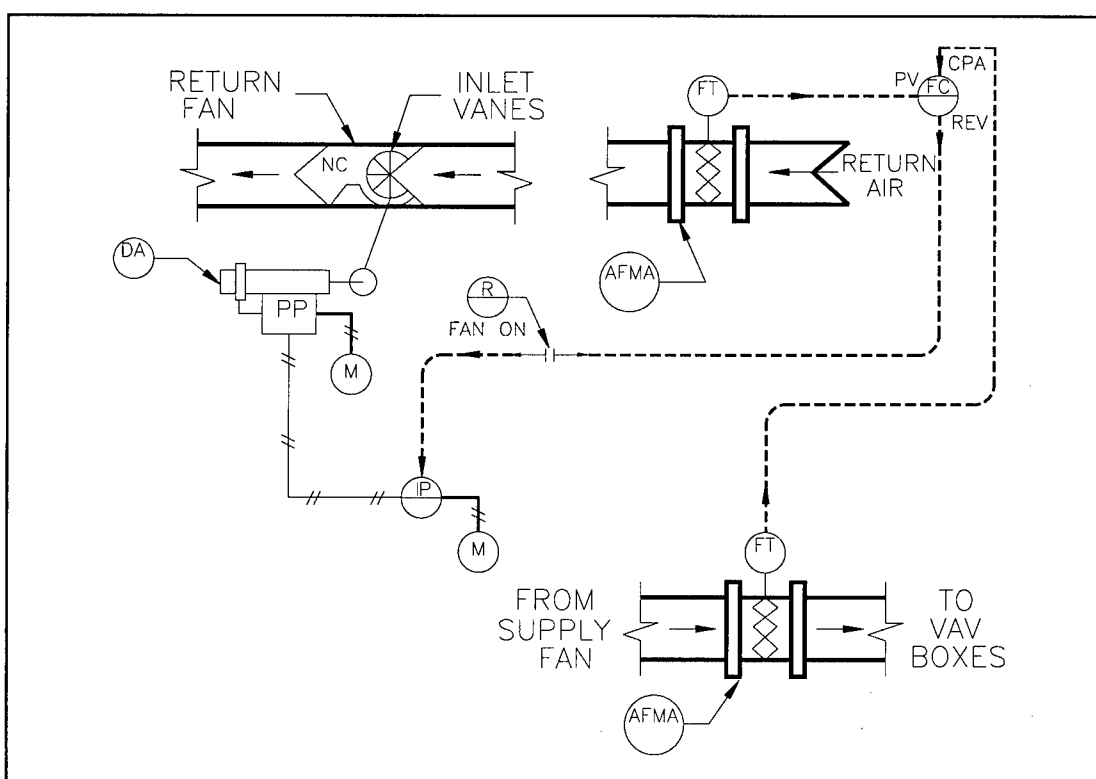 CPA
RETURN
FAN
INLET
VANES
FT
PV
FC
REV
NC
RETURN
AIR
DA
AFMA
PP
R
FAN ON
M
IP
M
FT
FROM
SUPPLY
FAN
TO
VAV
BOXES
AFMA